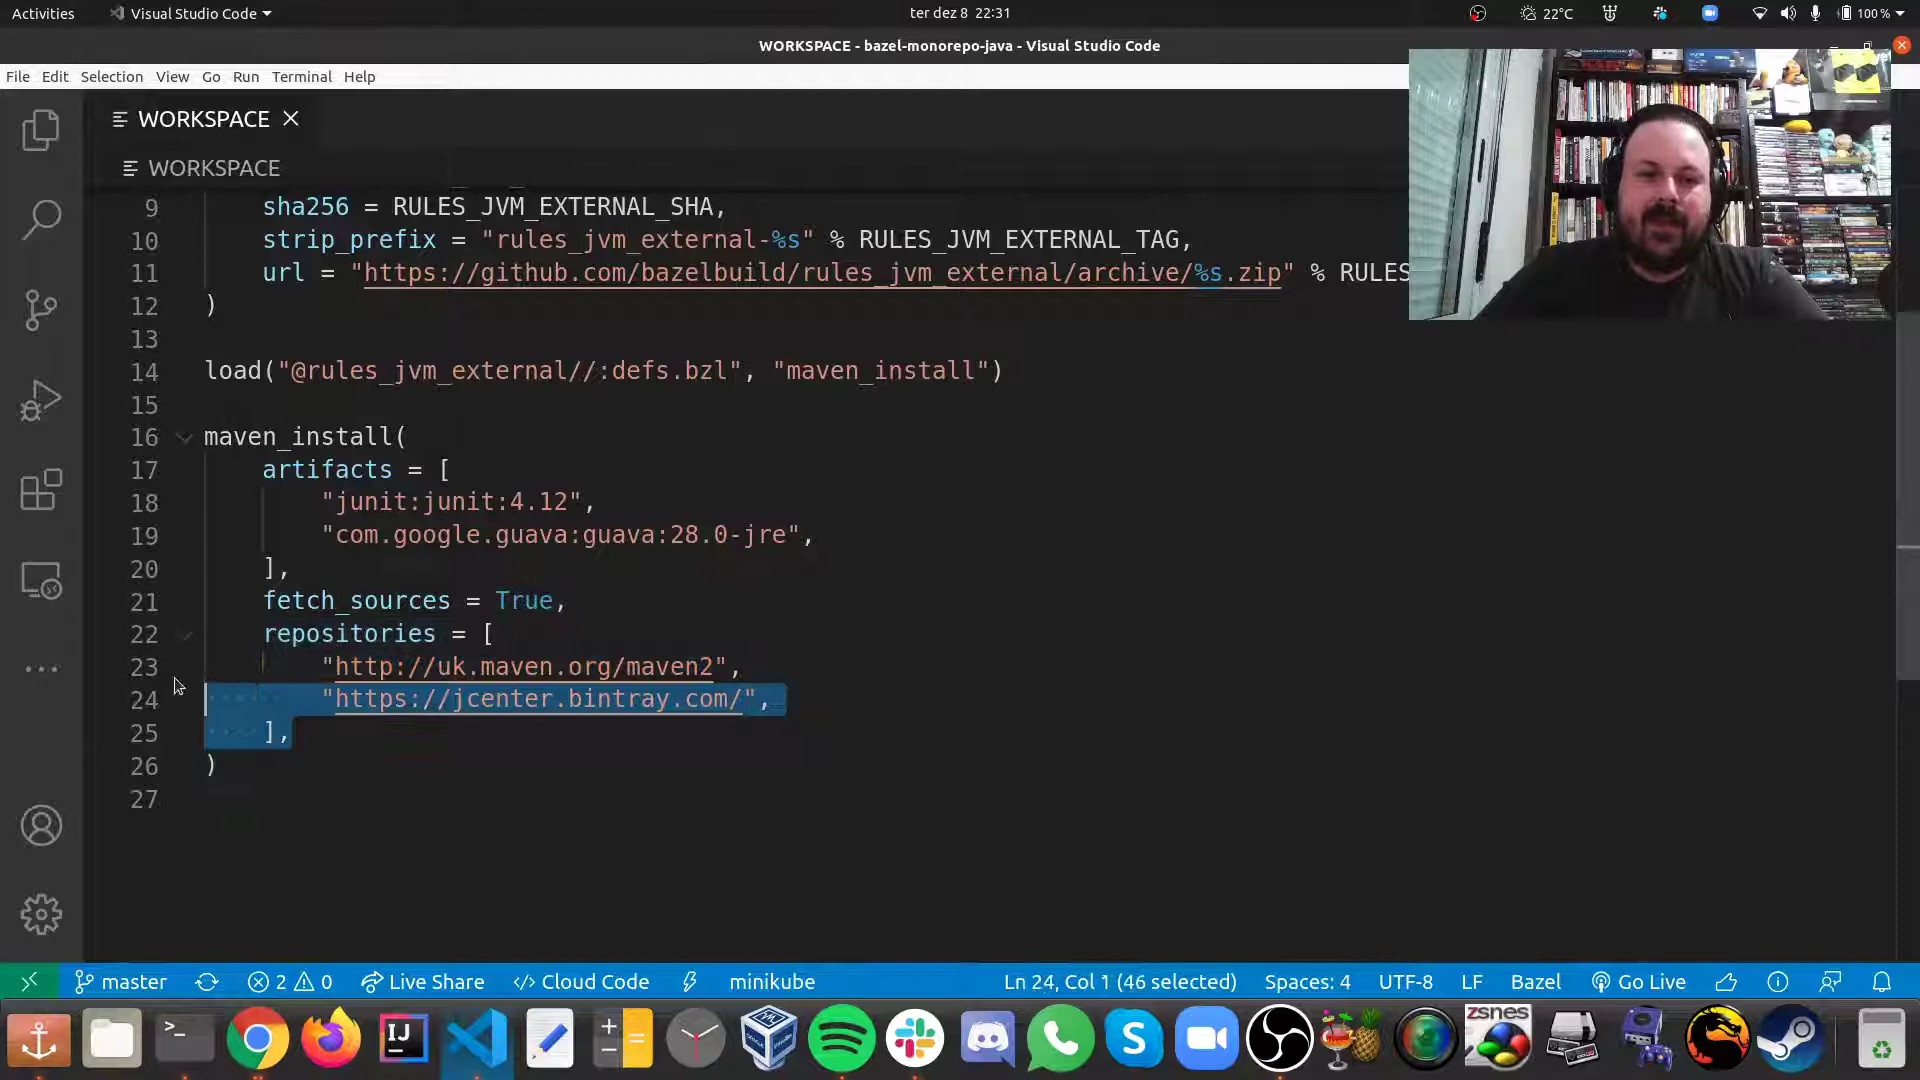 Activities
Visual Studio Code
ter dez 8 22:31
22°C
100 %
WORKSPACE - bazel-monorepo-java - Visual Studio Code
File Edit Selection View Go Run Terminal Help
WORKSPACE
WORKSPACE
9 sha256 = RULES_JVM_EXTERNAL_SHA,
10 strip_prefix = "rules_jvm_external-%s" % RULES_JVM_EXTERNAL_TAG,
11 url = "https://github.com/bazelbuild/rules_jvm_external/archive/%s.zip" % RULES
12 )
13
14 load("@rules_jvm_external//:defs.bzl", "maven_install")
15
16 maven_install(
17 artifacts = [
18 "junit:junit:4.12",
19 "com.google.guava:guava:28.0-jre",
20 ],
21 fetch_sources = True,
22 repositories = [
23 "http://uk.maven.org/maven2",
24 "https://jcenter.bintray.com/",
25 ],
26 )
27
master 2 0 Live Share Cloud Code minikube Ln 24, Col 1 (46 selected) Spaces: 4 UTF-8 LF Bazel Go Live
IJ
zsnes